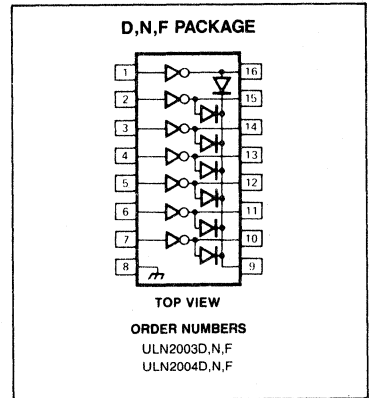 D,N,F PACKAGE
1 16
2 15
3 14
4 13
5 12
6 11
7 10
8 9
TOP VIEW
ORDER NUMBERS
ULN2003D,N,F
ULN2004D,N,F